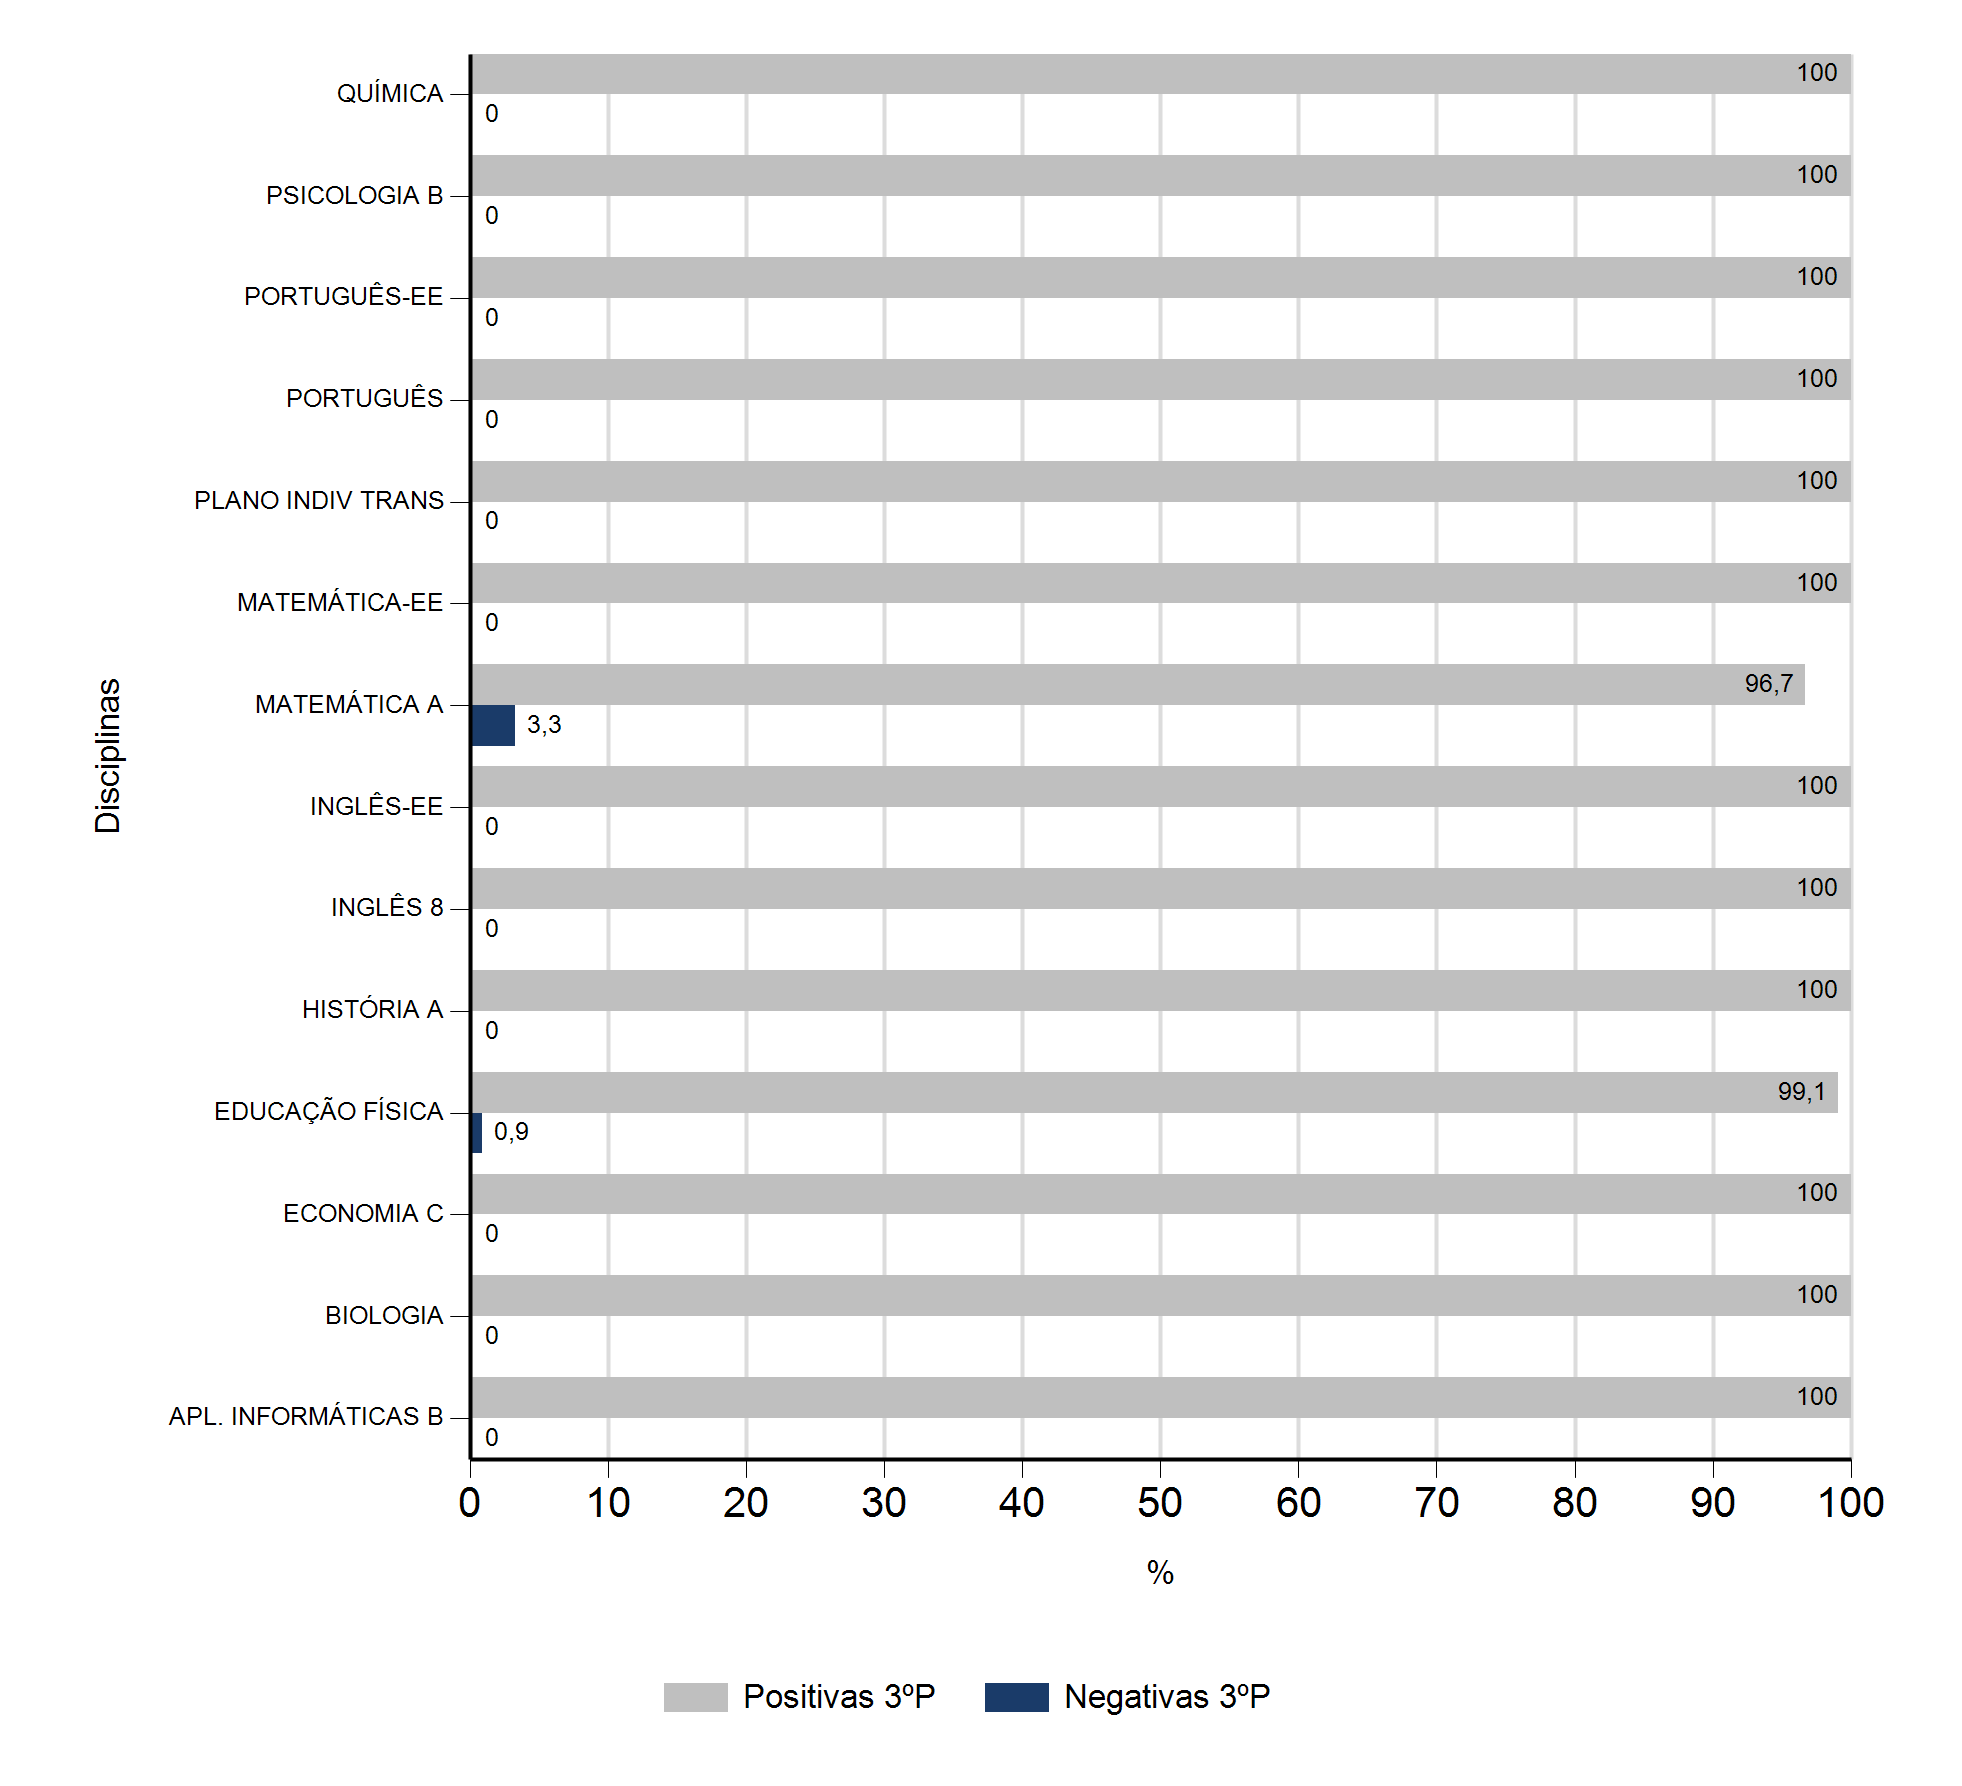 100
QUÍMICA
0
100
PSICOLOGIA B
0
100
PORTUGUÊS-EE
0
100
PORTUGUÊS
0
100
PLANO INDIV TRANS
0
100
MATEMÁTICA-EE
0
96,7
MATEMÁTICA A
3,3
Disciplinas
100
INGLÊS-EE
0
100
INGLÊS 8
0
100
HISTÓRIA A
0
99,1
EDUCAÇÃO FÍSICA
0,9
100
ECONOMIA C
0
100
BIOLOGIA
0
100
APL. INFORMÁTICAS B
0
0 10 20 30 40 50 60 70 80 90 100
%
Positivas 3ºP Negativas 3ºP